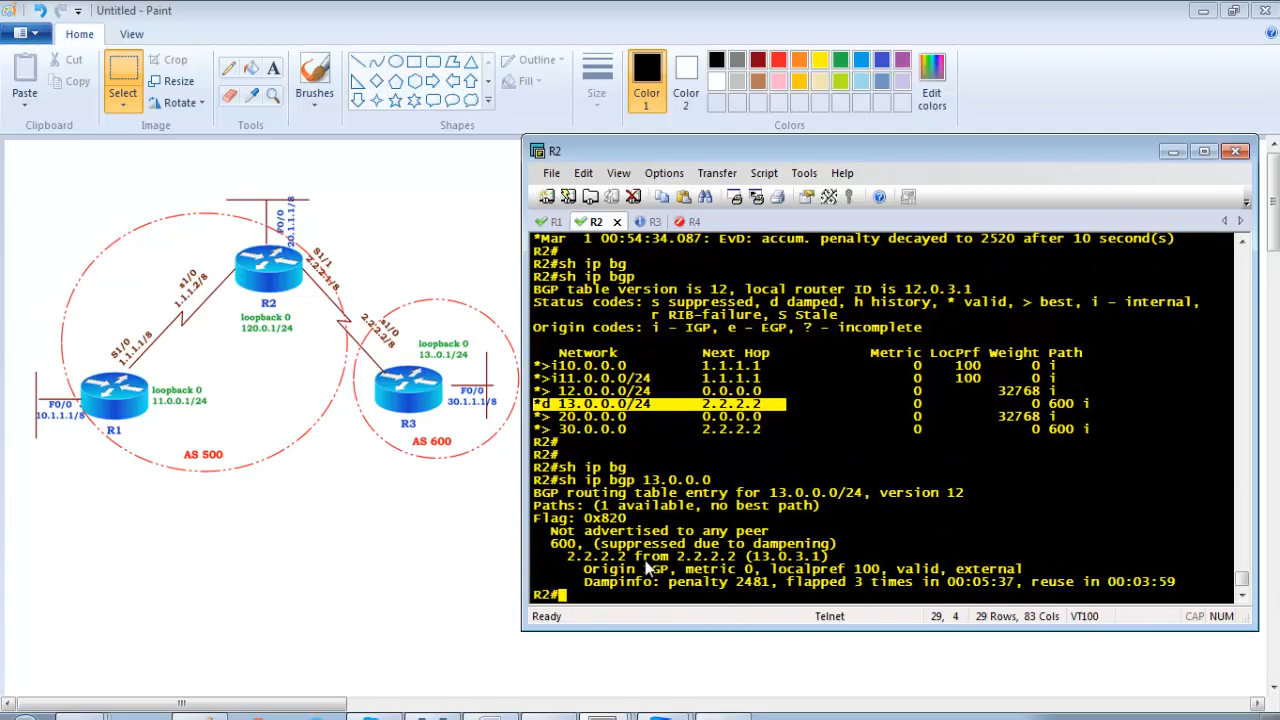 Untitled - Paint
Home
View
Paste
Cut
Copy
Clipboard
Select
Crop
Resize
Rotate
Image
Tools
Brushes
Outline
Fill
Shapes
Size
Color 1
Color 2
Edit colors
Colors
F0/0
20.1.1.1/8
S1/1
2.2.2.1/8
s1/0
1.1.1.2/8
R2
loopback 0
120.0.1/24
s1/0
2.2.2.2/8
S1/0
1.1.1.1/8
loopback 0
13..0.1/24
loopback 0
11.0.0.1/24
F0/0
10.1.1.1/8
R1
F0/0
30.1.1.1/8
R3
AS 600
AS 500
R2
File Edit View Options Transfer Script Tools Help
R1 R2 R3 R4
*Mar  1 00:54:34.087: EvD: accum. penalty decayed to 2520 after 10 second(s)
R2#
R2#sh ip bg
R2#sh ip bgp
BGP table version is 12, local router ID is 12.0.3.1
Status codes: s suppressed, d damped, h history, * valid, > best, i - internal,
r RIB-failure, S Stale
Origin codes: i - IGP, e - EGP, ? - incomplete
Network Next Hop Metric LocPrf Weight Path
*>i10.0.0.0 1.1.1.1 0 100 0 i
*>i11.0.0.0/24 1.1.1.1 0 100 0 i
*> 12.0.0.0/24 0.0.0.0 0 32768 i
*d 13.0.0.0/24 2.2.2.2 0 0 600 i
*> 20.0.0.0 0.0.0.0 0 32768 i
*> 30.0.0.0 2.2.2.2 0 0 600 i
R2#
R2#
R2#sh ip bg
R2#sh ip bgp 13.0.0.0
BGP routing table entry for 13.0.0.0/24, version 12
Paths: (1 available, no best path)
Flag: 0x820
Not advertised to any peer
600, (suppressed due to dampening)
2.2.2.2 from 2.2.2.2 (13.0.3.1)
Origin IGP, metric 0, localpref 100, valid, external
Dampinfo: penalty 2481, flapped 3 times in 00:05:37, reuse in 00:03:59
R2#
Ready Telnet 29, 4 29 Rows, 83 Cols VT100 CAP NUM